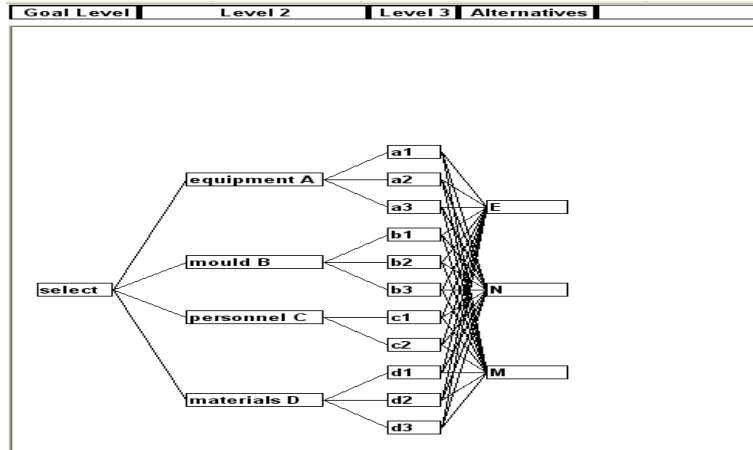 Goal Level Level 2 Level 3 Alternatives
a1
equipment A a2
a3 E
b1
mould B b2
select b3 N
personnel C c1
c2
d1 M
materials D d2
d3